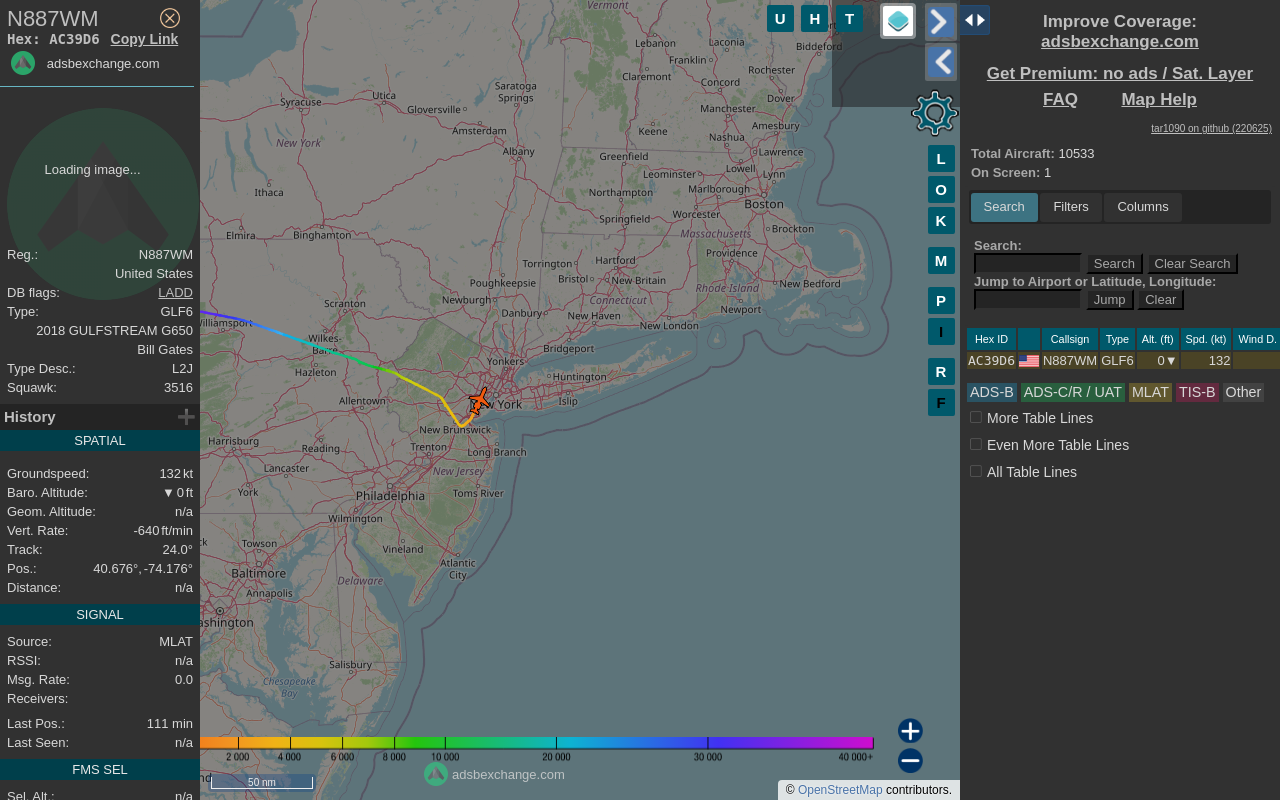 N887WM
Hex: AC39D6 Copy Link
adsbexchange.com
Loading image...
Reg.: N887WM
United States
DB flags: LADD
Type: GLF6
2018 GULFSTREAM G650
Bill Gates
Type Desc.: L2J
Squawk: 3516
History
SPATIAL
Groundspeed: 132 kt
Baro. Altitude: ▼ 0 ft
Geom. Altitude: n/a
Vert. Rate: -640 ft/min
Track: 24.0°
Pos.: 40.676°, -74.176°
Distance: n/a
SIGNAL
Source: MLAT
RSSI: n/a
Msg. Rate: 0.0
Receivers:
Last Pos.: 111 min
Last Seen: n/a
FMS SEL
Sel. Alt.: n/a
Vermont
Lebanon
Laconia
Biddeford
Franklin
Claremont
Rochester
Concord
Saratoga Springs
Dover
Manchester
Utica
Syracuse
Gloversville
Amesbury
Keene
Nashua
Amsterdam
New York
Albany
Lawrence
Greenfield
Lowell
Lynn
Leominster
Marlborough
Ithaca
Northampton
Boston
Worcester
Springfield
Brockton
Elmira
Binghamton
Massachusetts
Providence
Hartford
Torrington
Bristol
New Britain
Poughkeepsie
New Bedford
Rhode Island
Connecticut
Newburgh
Scranton
Newport
Danbury
New Haven
New London
Williamsport
Wilkes-Barre
Bridgeport
Yonkers
Hazleton
Huntington
Allentown
New York
Islip
New Brunswick
Harrisburg
Reading
Trenton
Long Branch
Lancaster
New Jersey
York
Philadelphia
Toms River
Wilmington
Towson
Vineland
Baltimore
Atlantic City
Annapolis
Delaware
ashington
Salisbury
Chesapeake Bay
U H T
L
O
K
M
P
I
R
F
2 000 4 000 6 000 8 000 10 000 20 000 30 000 40 000+
50 nm
adsbexchange.com
© OpenStreetMap contributors.
Improve Coverage:
adsbexchange.com
Get Premium: no ads / Sat. Layer
FAQ Map Help
tar1090 on github (220625)
Total Aircraft: 10533
On Screen: 1
Search Filters Columns
Search:
Search Clear Search
Jump to Airport or Latitude, Longitude:
Jump Clear
Hex ID Callsign Type Alt. (ft) Spd. (kt) Wind D.
AC39D6 N887WM GLF6 0▼ 132
ADS-B ADS-C/R / UAT MLAT TIS-B Other
More Table Lines
Even More Table Lines
All Table Lines